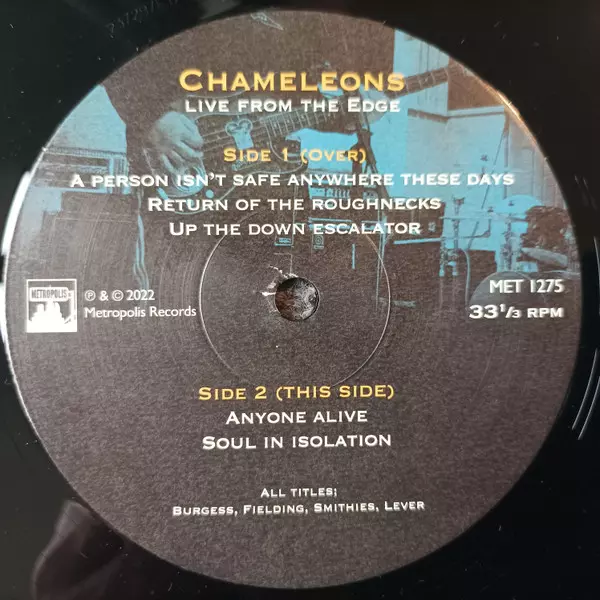 CHAMELEONS
LIVE FROM THE EDGE
SIDE 1 (OVER)
A PERSON ISN'T SAFE ANYWHERE THESE DAYS
RETURN OF THE ROUGHNECKS
UP THE DOWN ESCALATOR
METROPOLIS
℗ & © 2022
Metropolis Records
MET 1275
33 1/3 RPM
SIDE 2 (THIS SIDE)
ANYONE ALIVE
SOUL IN ISOLATION
ALL TITLES;
BURGESS, FIELDING, SMITHIES, LEVER